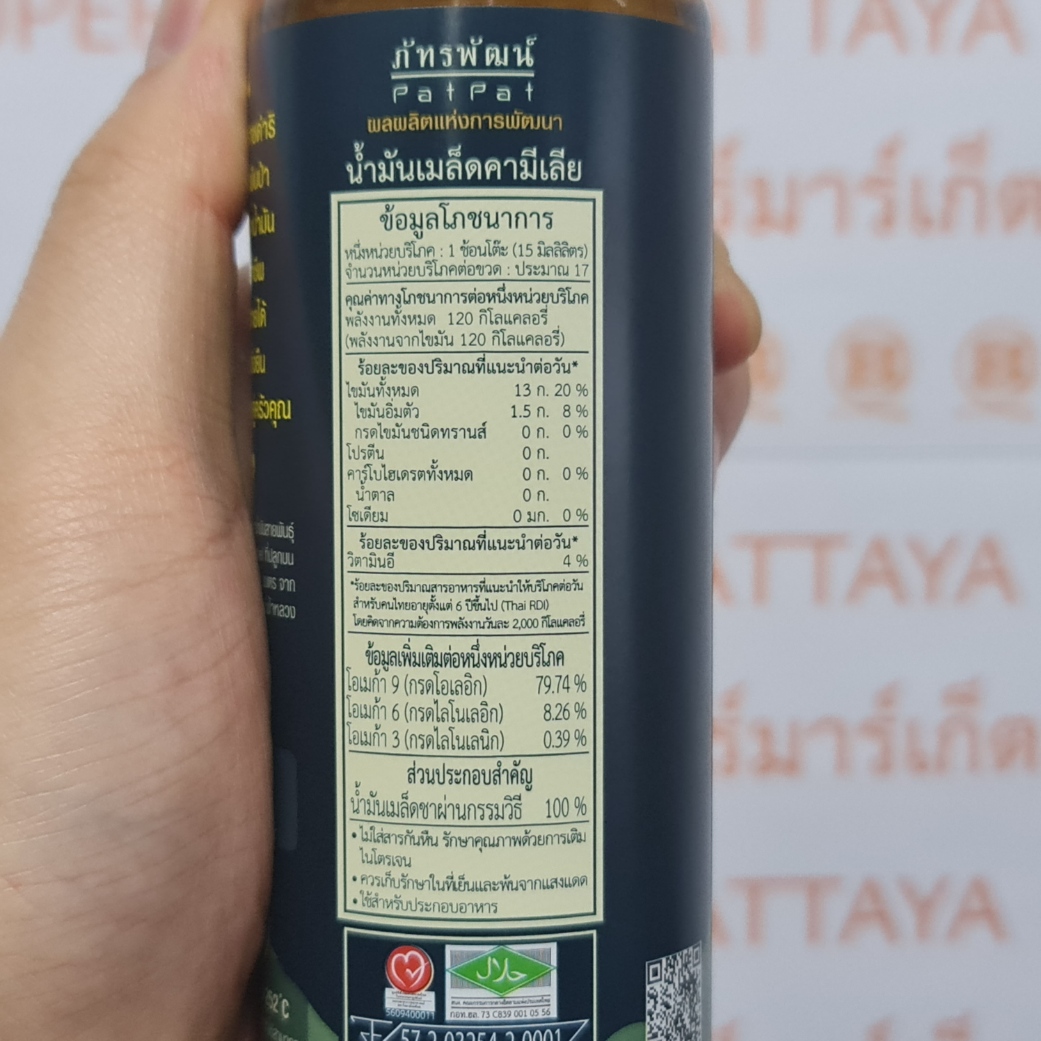 ภัทรพัฒน์
PatPat
ผลผลิตแห่งการพัฒนา
น้ำมันเมล็ดคามีเลีย
ข้อมูลโภชนาการ
หนึ่งหน่วยบริโภค : 1 ช้อนโต๊ะ (15 มิลลิลิตร)
จำนวนหน่วยบริโภคต่อขวด : ประมาณ 17
คุณค่าทางโภชนาการต่อหนึ่งหน่วยบริโภค
พลังงานทั้งหมด 120 กิโลแคลอรี่
(พลังงานจากไขมัน 120 กิโลแคลอรี่)
ร้อยละของปริมาณที่แนะนำต่อวัน*
ไขมันทั้งหมด 13 ก. 20 %
ไขมันอิ่มตัว 1.5 ก. 8 %
กรดไขมันชนิดทรานส์ 0 ก. 0 %
โปรตีน 0 ก.
คาร์โบไฮเดรตทั้งหมด 0 ก. 0 %
น้ำตาล 0 ก.
โซเดียม 0 มก. 0 %
ร้อยละของปริมาณที่แนะนำต่อวัน*
วิตามินอี 4 %
*ร้อยละของปริมาณสารอาหารที่แนะนำให้บริโภคต่อวัน
สำหรับคนไทยอายุตั้งแต่ 6 ปีขึ้นไป (Thai RDI)
โดยคิดจากความต้องการพลังงานวันละ 2,000 กิโลแคลอรี่
ข้อมูลเพิ่มเติมต่อหนึ่งหน่วยบริโภค
โอเมก้า 9 (กรดโอเลอิก) 79.74 %
โอเมก้า 6 (กรดไลโนเลอิก) 8.26 %
โอเมก้า 3 (กรดไลโนเลนิก) 0.39 %
ส่วนประกอบสำคัญ
น้ำมันเมล็ดชาผ่านกรรมวิธี 100 %
• ไม่ใส่สารกันหืน รักษาคุณภาพด้วยการเติม
ไนโตรเจน
• ควรเก็บรักษาในที่เย็นและพ้นจากแสงแดด
• ใช้สำหรับประกอบอาหาร
حلال
กอท.ฮล. 73 C839 001 05 56
57-2-03254-2-0001
252°C
ATTAYA
ร์มาร์เก็ต
ATTAYA
ร์มาร์เก็ต
ATTAYA